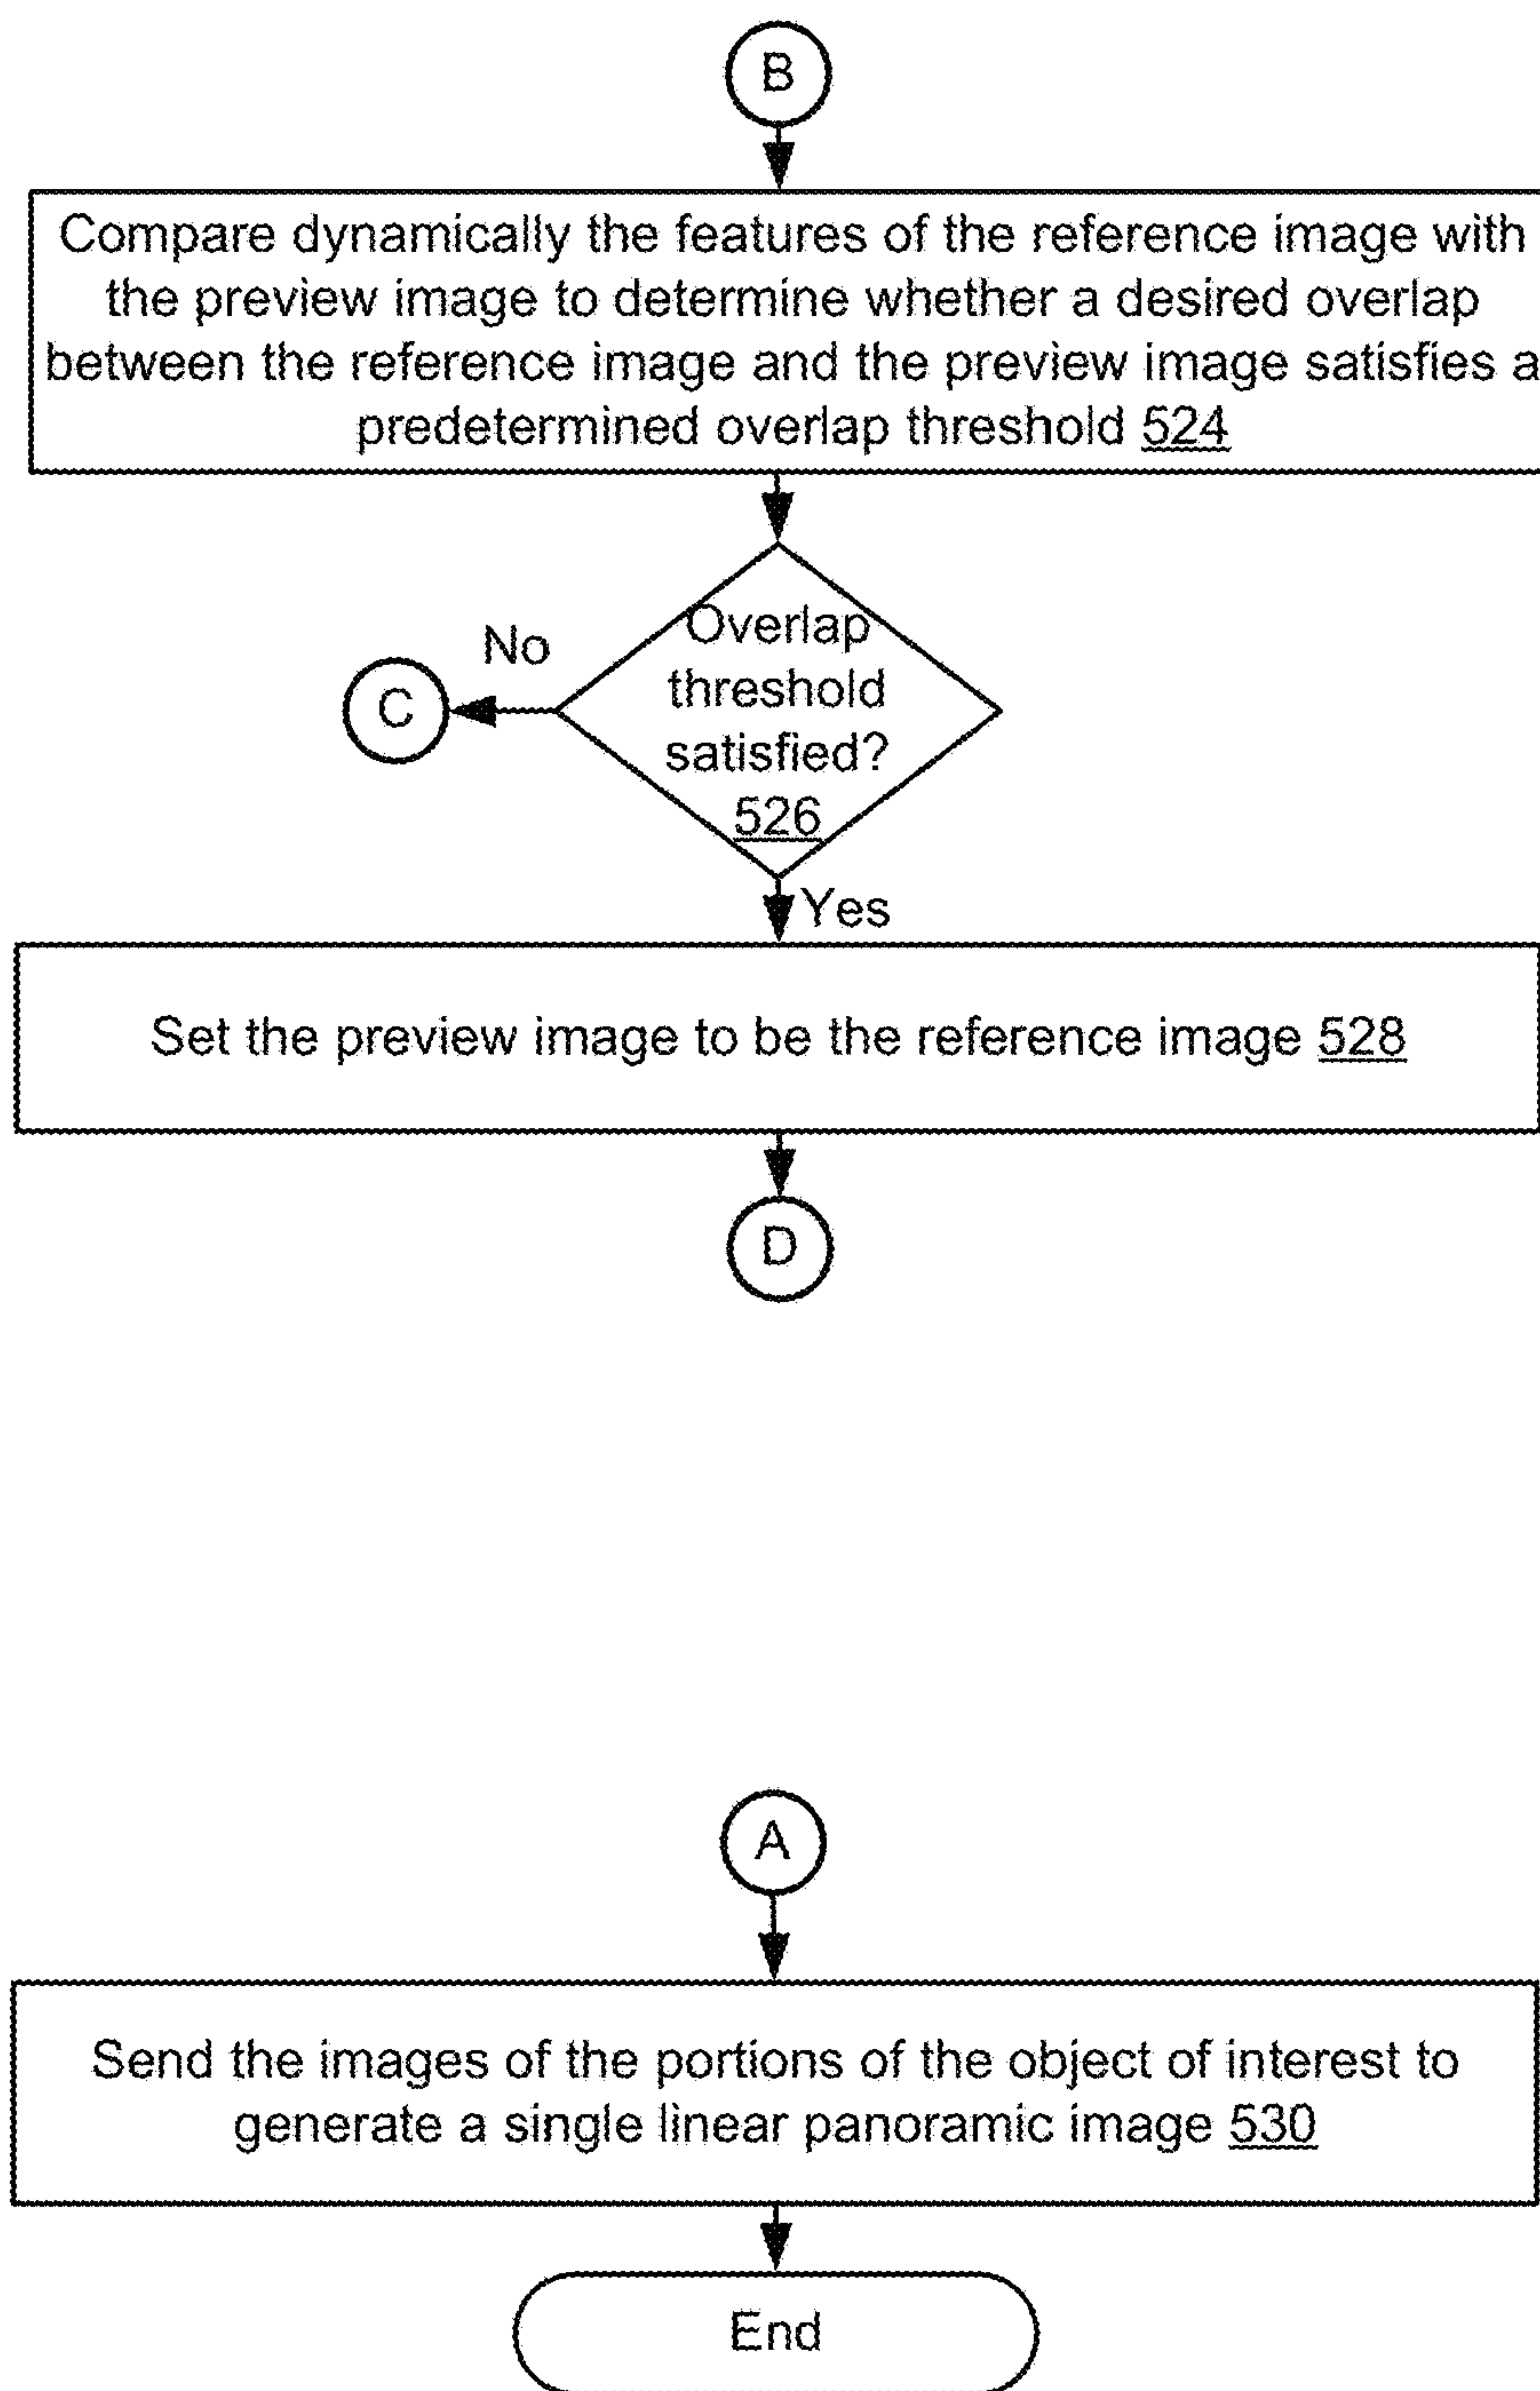 B
Compare dynamically the features of the reference image with
the preview image to determine whether a desired overlap
between the reference image and the preview image satisfies a
predetermined overlap threshold 524
Overlap
threshold
satisfied?
526
No
C
Yes
Set the preview image to be the reference image 528
D
A
Send the images of the portions of the object of interest to
generate a single linear panoramic image 530
End